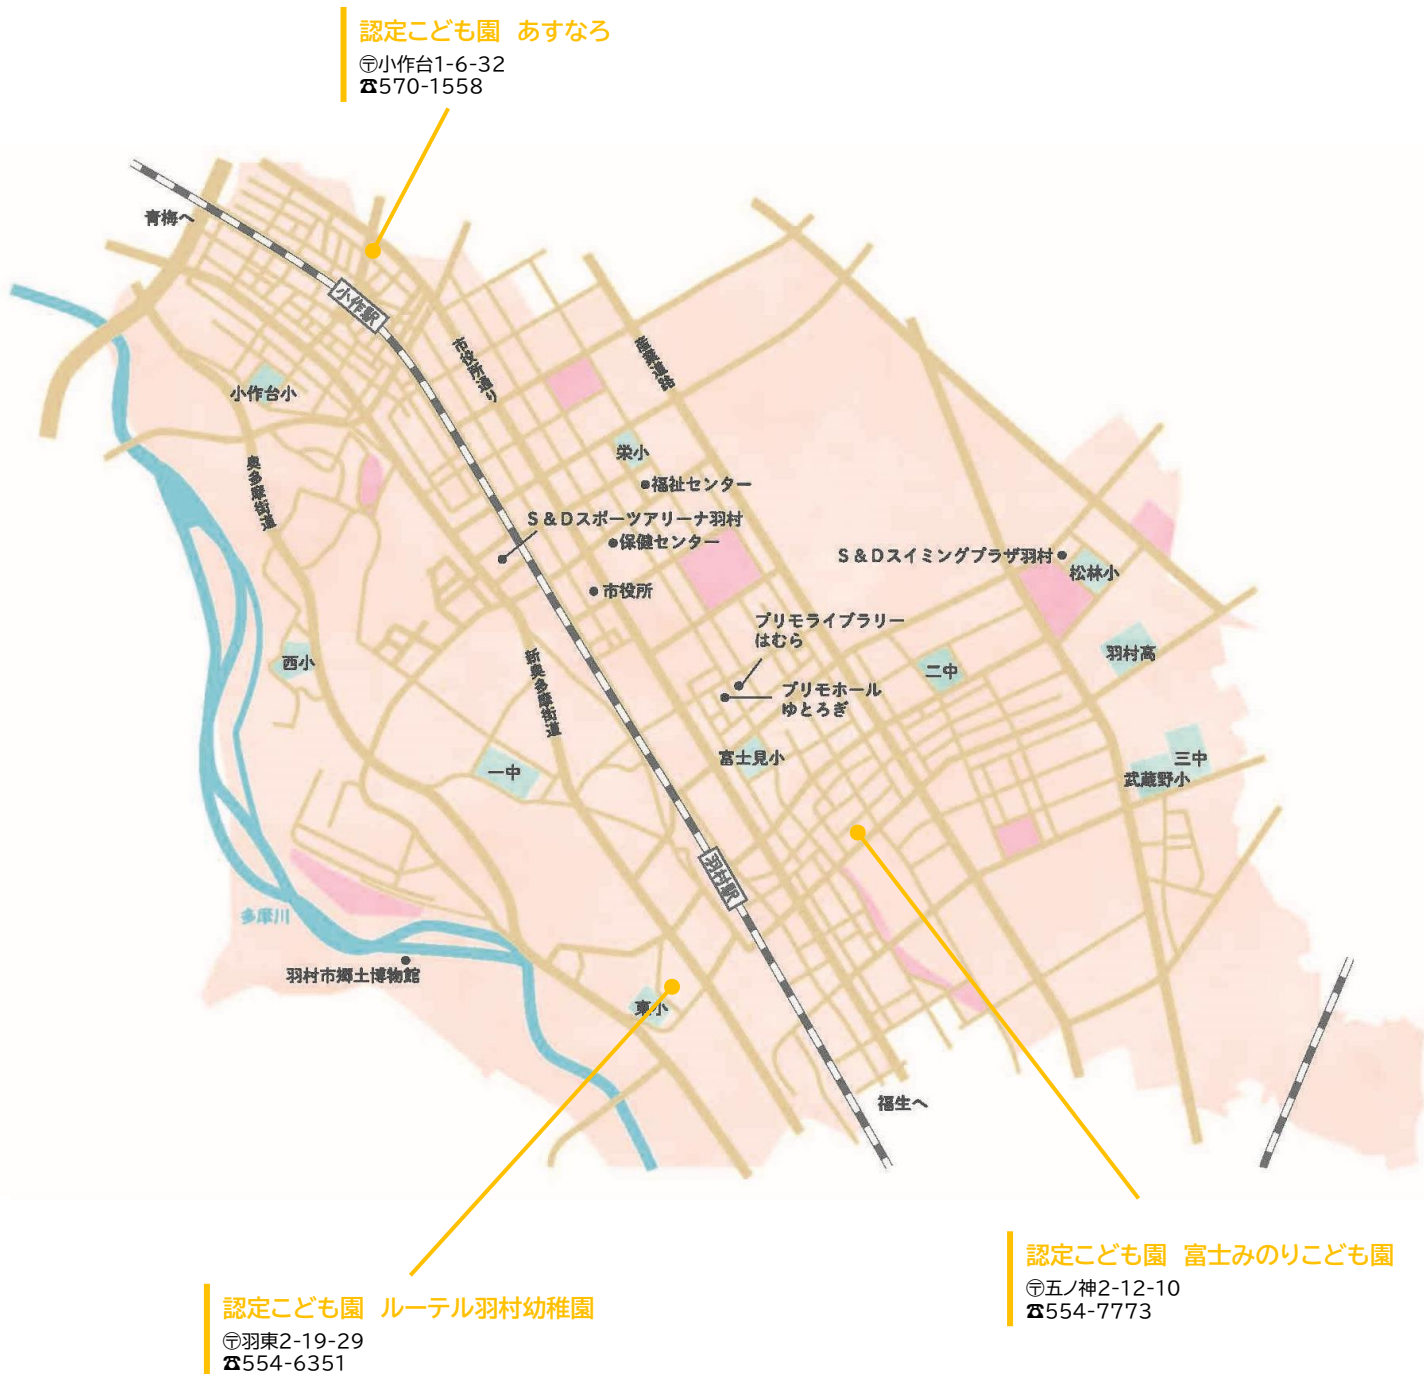 認定こども園　あすなろ
〶小作台1-6-32
☎570-1558
青梅へ
小作駅
市役所通り
産業道路
小作台小
栄小
奥多摩街道
福祉センター
S&Dスポーツアリーナ羽村
保健センター
S&Dスイミングプラザ羽村
松林小
市役所
プリモライブラリー
はむら
羽村高
西小
新奥多摩街道
二中
プリモホール
ゆとろぎ
富士見小
三中
一中
武蔵野小
羽村駅
多摩川
羽村市郷土博物館
東小
福生へ
認定こども園　富士みのりこども園
〶五ノ神2-12-10
☎554-7773
認定こども園　ルーテル羽村幼稚園
〶羽東2-19-29
☎554-6351